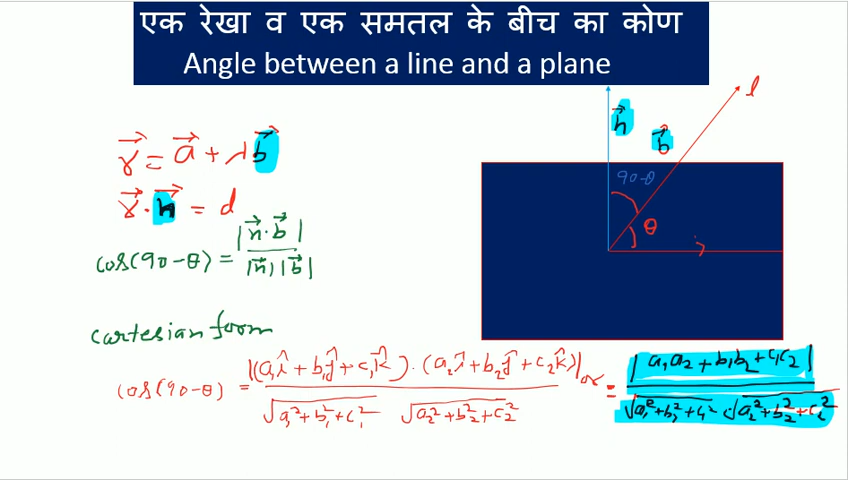 एक रेखा व एक समतल के बीच का कोण
Angle between a line and a plane
l
n⃗
b⃗
90-θ
θ
r⃗ = a⃗ + λb⃗
r⃗ · n⃗ = d
cos(90-θ) = |n⃗·b⃗| / |n⃗||b⃗|
cartesian form
cos(90-θ) = |(a₁î + b₁ĵ + c₁k̂)·(a₂î + b₂ĵ + c₂k̂)| / √(a₁²+b₁²+c₁²) √(a₂²+b₂²+c₂²) or = |a₁a₂+b₁b₂+c₁c₂| / √(a₁²+b₁²+c₁²)·√(a₂²+b₂²+c₂²)